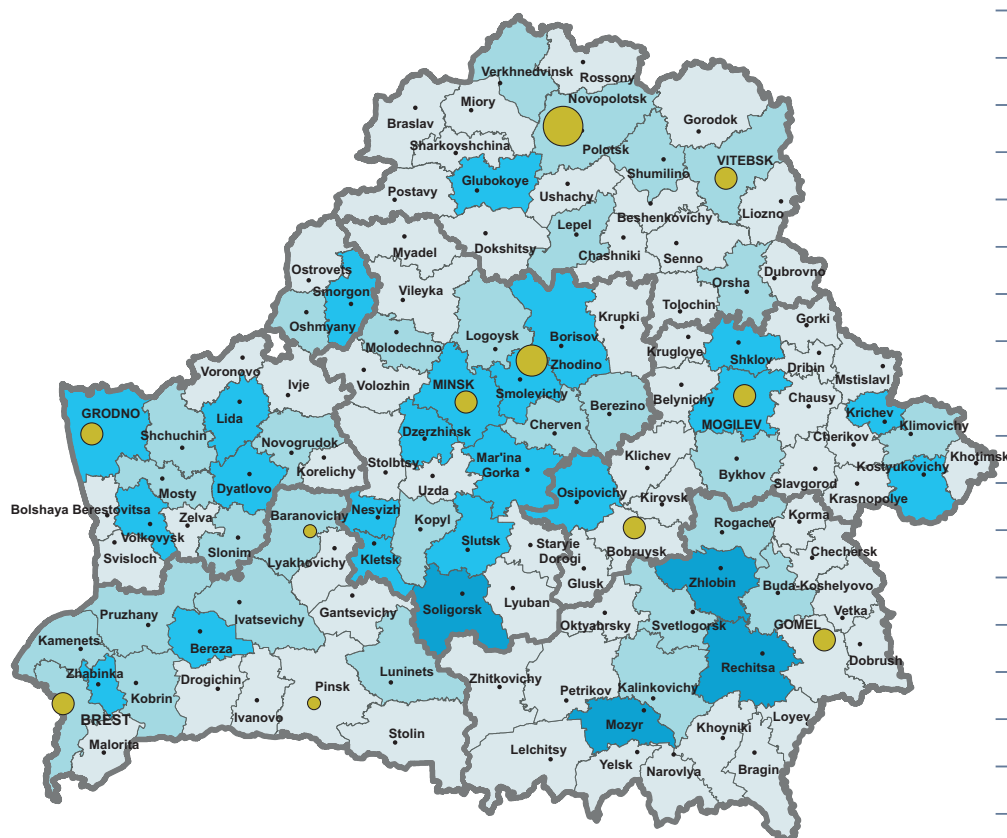 Verkhnedvinsk
Rossony
Miory
Novopolotsk
Braslav
Gorodok
Sharkovshchina
Polotsk
VITEBSK
Glubokoye
Shumilino
Postavy
Ushachy
Beshenkovichy
Liozno
Lepel
Myadel
Dokshitsy
Chashniki
Senno
Ostrovets
Dubrovno
Smorgon
Vileyka
Orsha
Tolochin
Oshmyany
Krupki
Gorki
Logoysk
Borisov
Molodechno
Krugloye
Shklov
Voronovo
Zhodino
Dribin
Ivje
Volozhin
MINSK
Smolevichy
Belynichy
Mstislavl
Chausy
GRODNO
Lida
Berezino
Krichev
Shchuchin
Dzerzhinsk
Cherven
MOGILEV
Klimovichy
Novogrudok
Cherikov
Korelichy
Stolbtsy
Mar'ina
Gorka
Klichev
Khotimsk
Kostyukovichy
Dyatlovo
Bykhov
Slavgorod
Mosty
Uzda
Osipovichy
Kirovsk
Krasnopolye
Bolshaya Berestovitsa
Nesvizh
Zelva
Baranovichy
Kopyl
Korma
Volkovysk
Rogachev
Slonim
Slutsk
Staryie
Dorogi
Bobruysk
Svisloch
Lyakhovichy
Kletsk
Chechersk
Glusk
Zhlobin
Buda-Koshelyovo
Gantsevichy
Soligorsk
Lyuban
Pruzhany
Ivatsevichy
Oktyabrsky
Svetlogorsk
Vetka
GOMEL
Kamenets
Bereza
Dobrush
Zhabinka
Luninets
Rechitsa
Drogichin
Pinsk
Zhitkovichy
Kobrin
Petrikov
Kalinkovichy
BREST
Ivanovo
Loyev
Mozyr
Khoyniki
Malorita
Stolin
Lelchitsy
Yelsk
Narovlya
Bragin